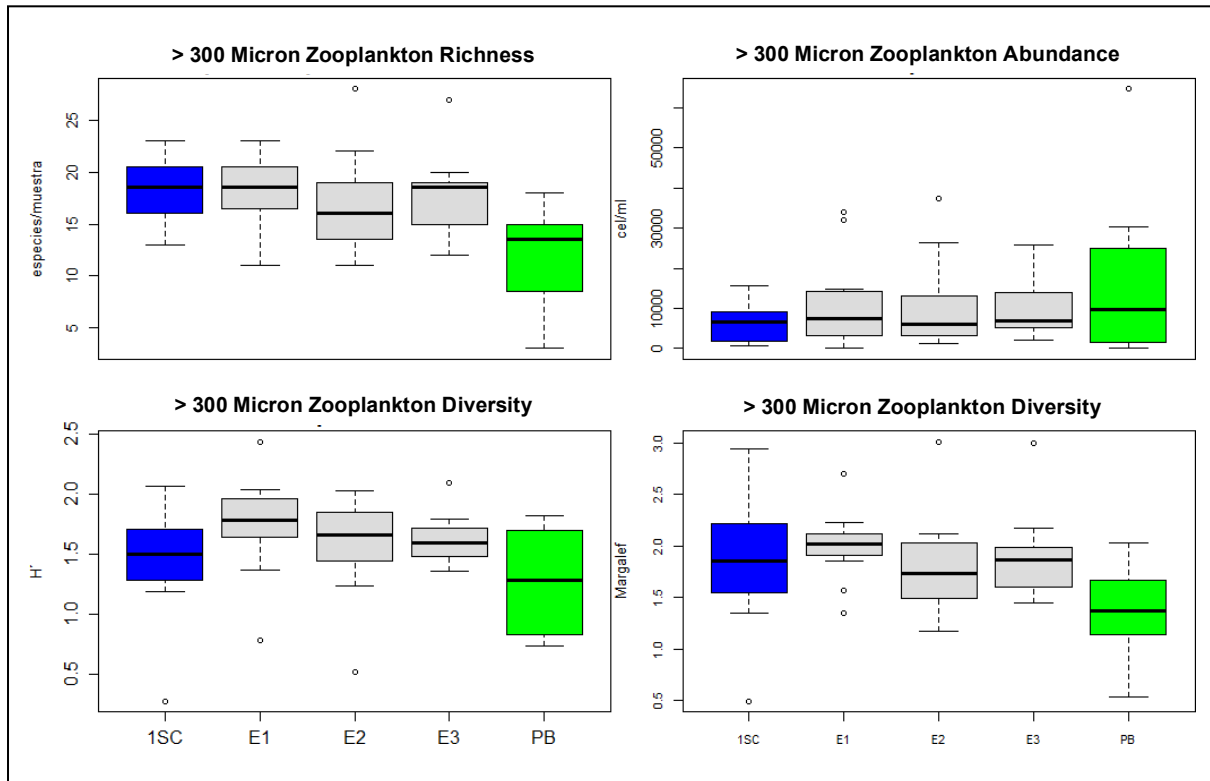 > 300 Micron Zooplankton Richness
especies/muestra
25
20
15
10
5
> 300 Micron Zooplankton Abundance
cel/ml
50000
30000
10000
0
> 300 Micron Zooplankton Diversity
H´
2.5
2.0
1.5
1.0
0.5
1SC E1 E2 E3 PB
> 300 Micron Zooplankton Diversity
Margalef
3.0
2.5
2.0
1.5
1.0
0.5
1SC E1 E2 E3 PB